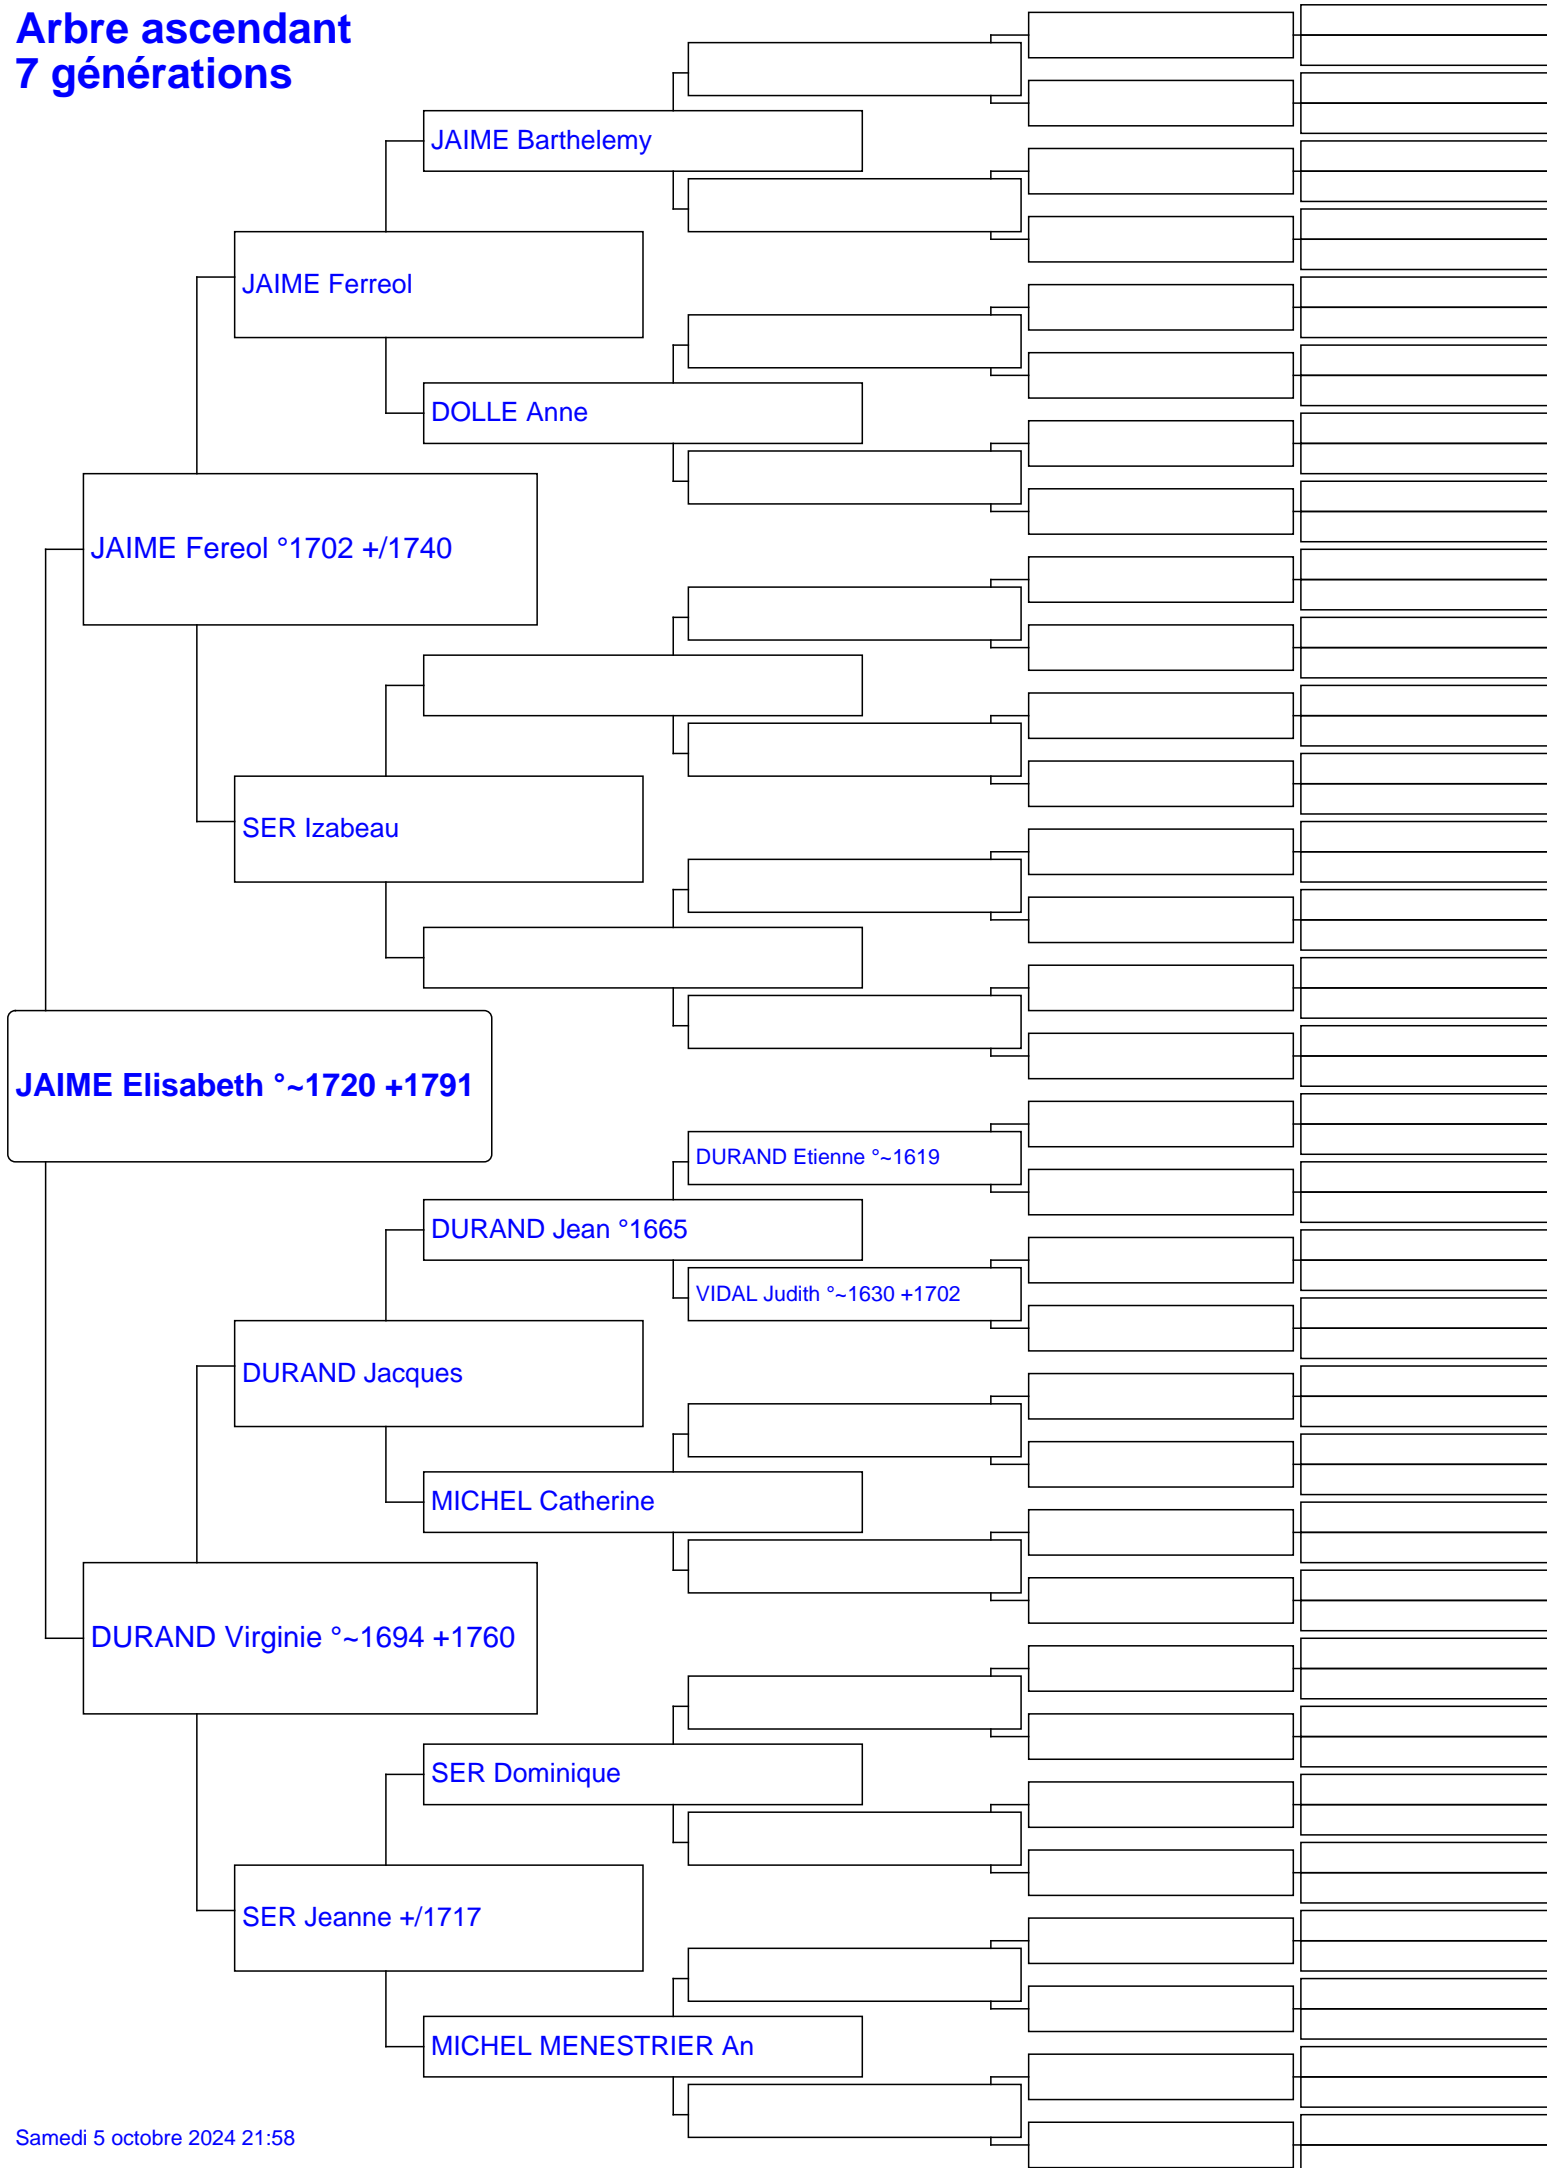 Arbre ascendant
7 générations
JAIME Barthelemy
JAIME Ferreol
DOLLE Anne
JAIME Fereol °1702 +/1740
SER Izabeau
JAIME Elisabeth °~1720 +1791
DURAND Etienne °~1619
DURAND Jean °1665
VIDAL Judith °~1630 +1702
DURAND Jacques
MICHEL Catherine
DURAND Virginie °~1694 +1760
SER Dominique
SER Jeanne +/1717
MICHEL MENESTRIER An
Samedi 5 octobre 2024 21:58